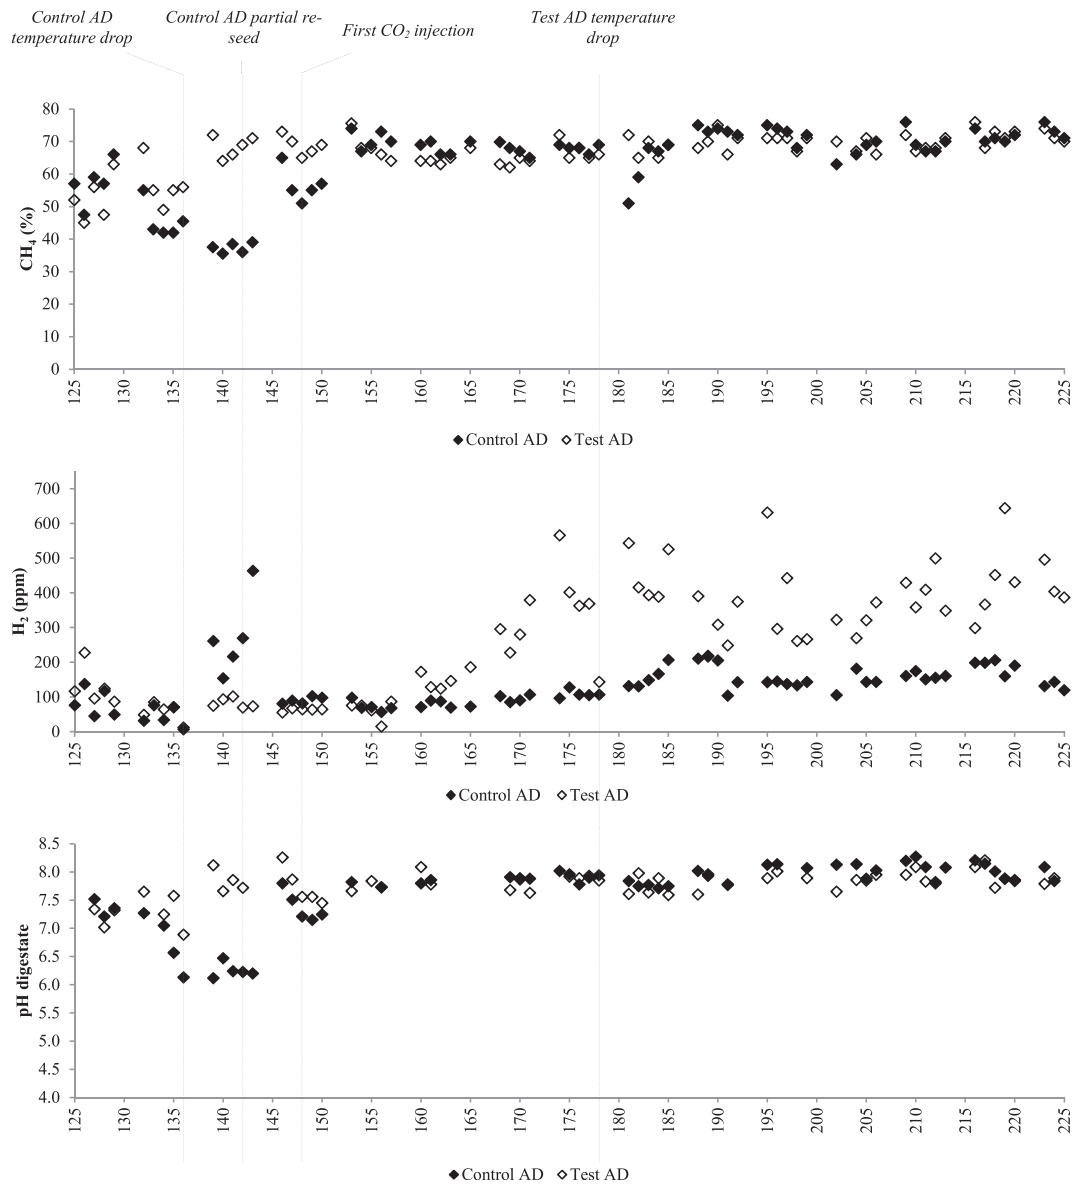 Control AD
temperature drop
Control AD partial re-
seed
First CO₂ injection
Test AD temperature
drop
80
70
60
50
40
30
20
10
0
CH₄ (%)
125 130 135 140 145 150 155 160 165 170 175 180 185 190 195 200 205 210 215 220 225
Control AD Test AD
700
600
500
400
300
200
100
0
H₂ (ppm)
125 130 135 140 145 150 155 160 165 170 175 180 185 190 195 200 205 210 215 220 225
Control AD Test AD
8.5
8.0
7.5
7.0
6.5
6.0
5.5
5.0
4.5
4.0
pH digestate
125 130 135 140 145 150 155 160 165 170 175 180 185 190 195 200 205 210 215 220 225
Control AD Test AD